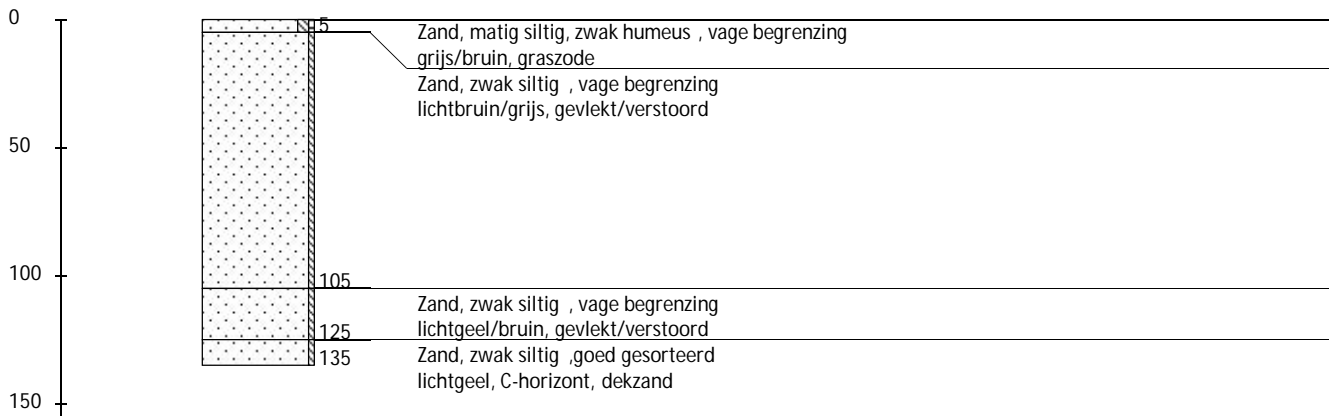 0
5
Zand, matig siltig, zwak humeus , vage begrenzing
grijs/bruin, graszode
Zand, zwak siltig , vage begrenzing
lichtbruin/grijs, gevlekt/verstoord
50
100
105
Zand, zwak siltig , vage begrenzing
lichtgeel/bruin, gevlekt/verstoord
125
Zand, zwak siltig ,goed gesorteerd
135
lichtgeel, C-horizont, dekzand
150